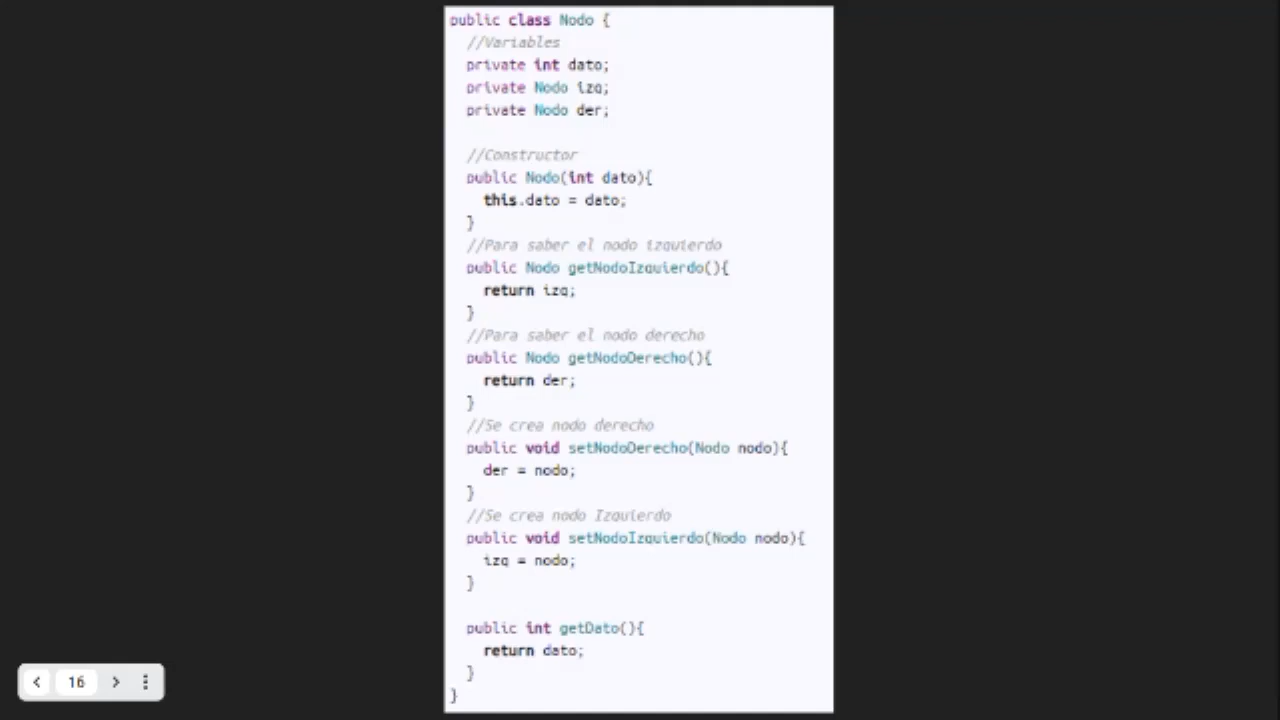 public class Nodo {
//Variables
private int dato;
private Nodo izq;
private Nodo der;
//Constructor
public Nodo(int dato){
this.dato = dato;
}
//Para saber el nodo izquierdo
public Nodo getNodoIzquierdo(){
return izq;
}
//Para saber el nodo derecho
public Nodo getNodoDerecho(){
return der;
}
//Se crea nodo derecho
public void setNodoDerecho(Nodo nodo){
der = nodo;
}
//Se crea nodo Izquierdo
public void setNodoIzquierdo(Nodo nodo){
izq = nodo;
}
public int getDato(){
return dato;
}
}
16